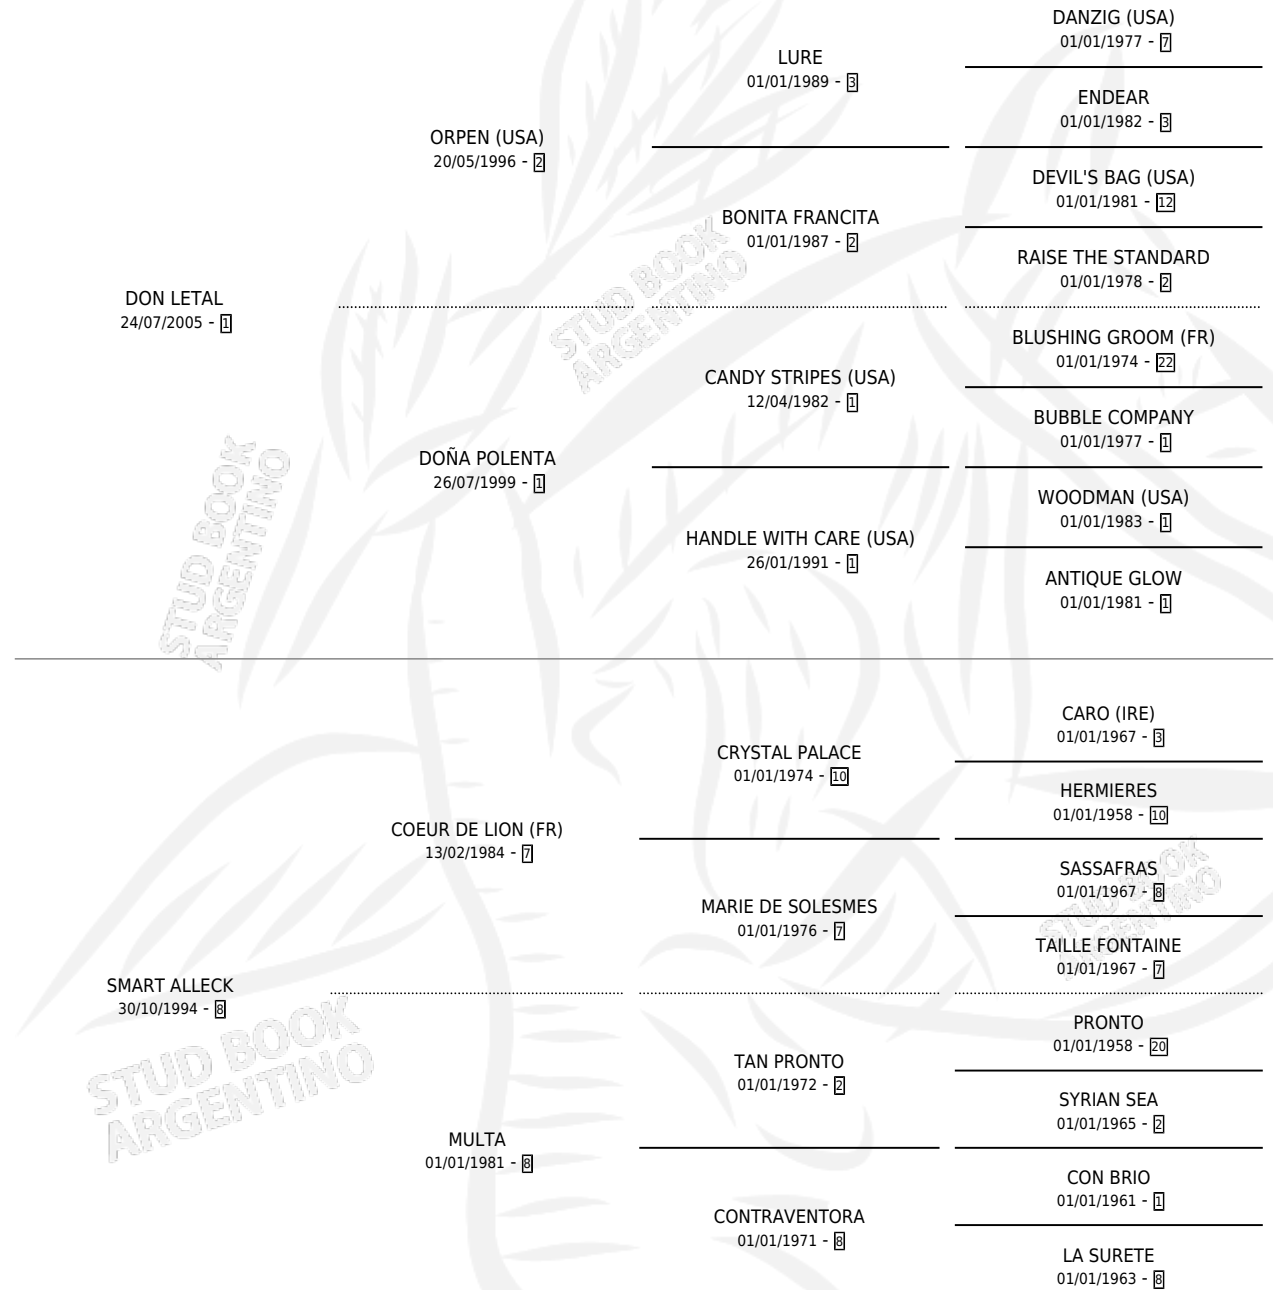 DANZIG (USA)
01/01/1977 - 7
LURE
01/01/1989 - 3
ENDEAR
01/01/1982 - 3
ORPEN (USA)
20/05/1996 - 2
DEVIL'S BAG (USA)
01/01/1981 - 12
BONITA FRANCITA
01/01/1987 - 2
RAISE THE STANDARD
01/01/1978 - 2
DON LETAL
24/07/2005 - 1
BLUSHING GROOM (FR)
01/01/1974 - 22
CANDY STRIPES (USA)
12/04/1982 - 1
BUBBLE COMPANY
01/01/1977 - 1
DOÑA POLENTA
26/07/1999 - 1
WOODMAN (USA)
01/01/1983 - 1
HANDLE WITH CARE (USA)
26/01/1991 - 1
ANTIQUE GLOW
01/01/1981 - 1
CARO (IRE)
01/01/1967 - 3
CRYSTAL PALACE
01/01/1974 - 10
HERMIERES
01/01/1958 - 10
COEUR DE LION (FR)
13/02/1984 - 7
SASSAFRAS
01/01/1967 - 8
MARIE DE SOLESMES
01/01/1976 - 7
TAILLE FONTAINE
01/01/1967 - 7
SMART ALLECK
30/10/1994 - 8
PRONTO
01/01/1958 - 20
TAN PRONTO
01/01/1972 - 2
SYRIAN SEA
01/01/1965 - 2
MULTA
01/01/1981 - 8
CON BRIO
01/01/1961 - 1
CONTRAVENTORA
01/01/1971 - 8
LA SURETE
01/01/1963 - 8
STUD BOOK
ARGENTINO
STUD BOOK
ARGENTINO
STUD BOOK
ARGENTINO
STUD BOOK
ARGENTINO